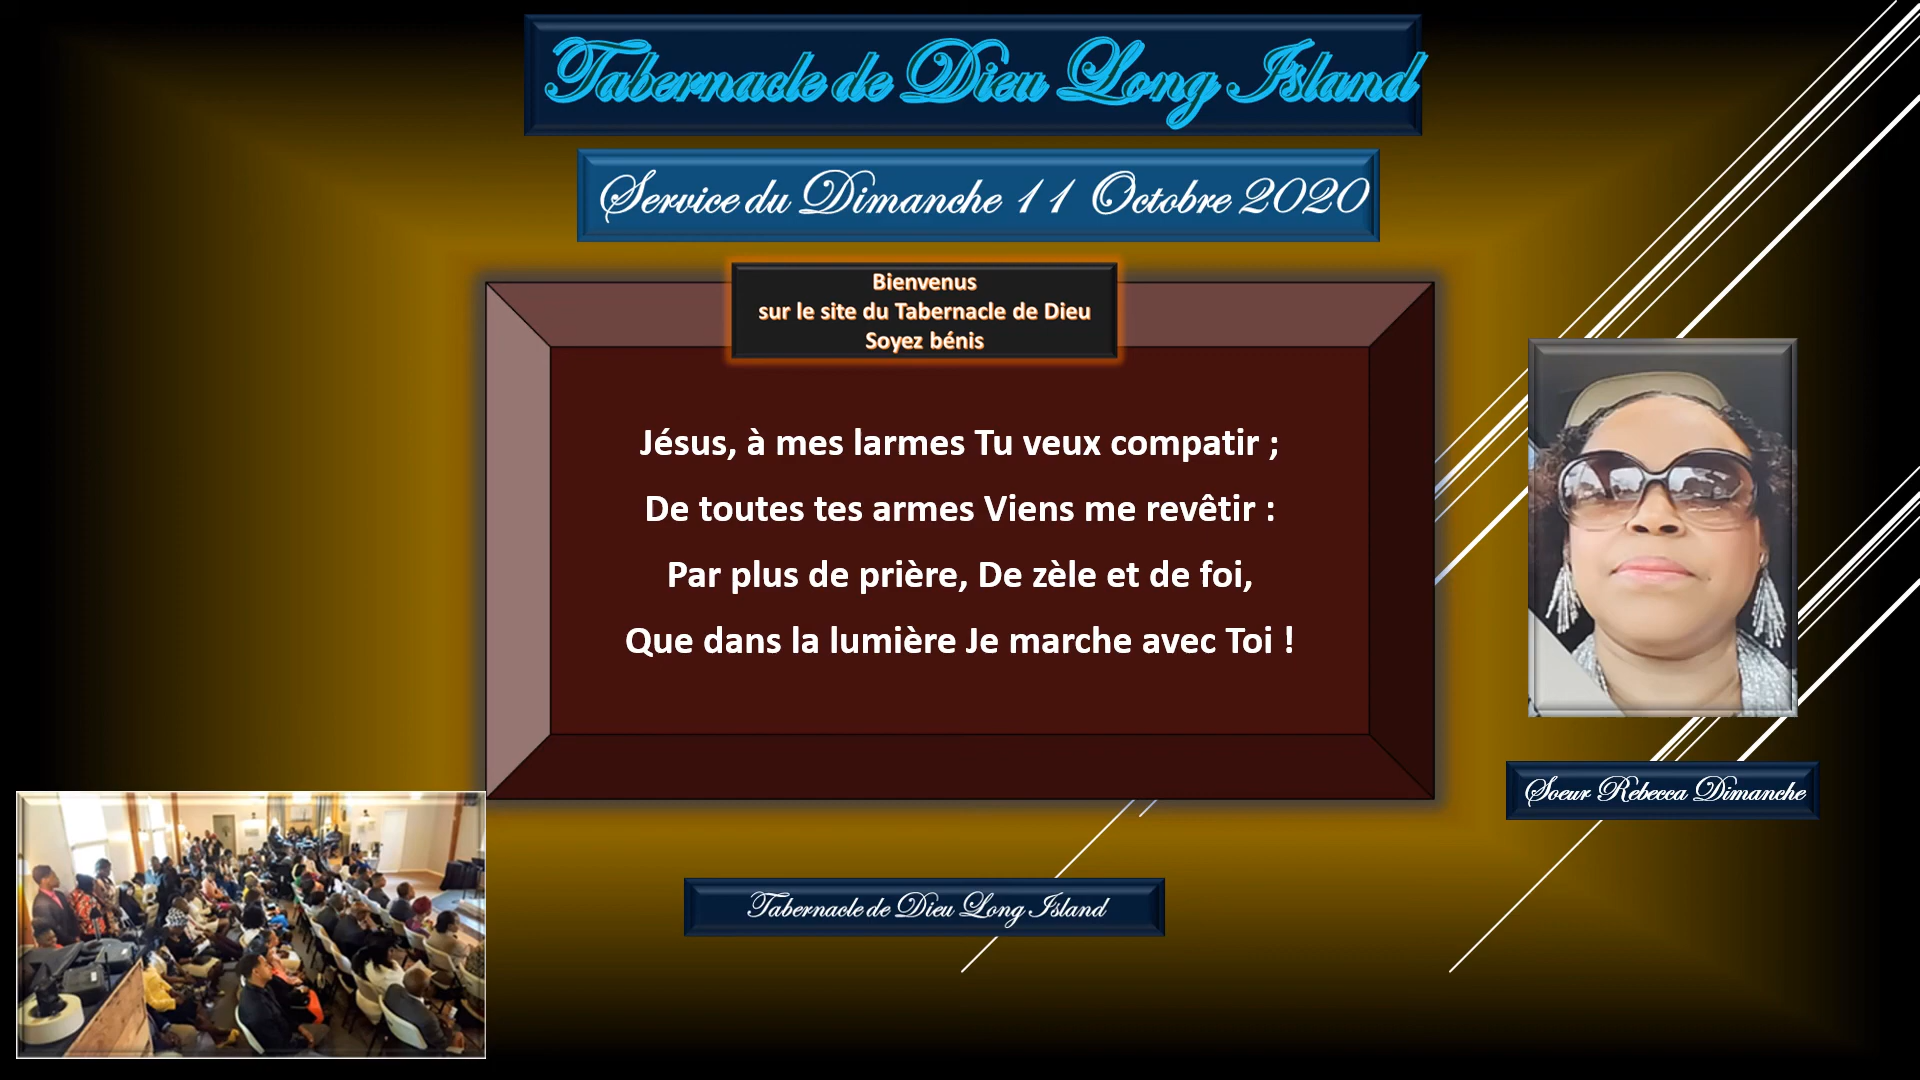 Tabernacle de Dieu Long Island
Service du Dimanche 11 Octobre 2020
Bienvenus
sur le site du Tabernacle de Dieu
Soyez bénis
Jésus, à mes larmes Tu veux compatir ;
De toutes tes armes Viens me revêtir :
Par plus de prière, De zèle et de foi,
Que dans la lumière Je marche avec Toi !
Soeur Rebecca Dimanche
Tabernacle de Dieu Long Island